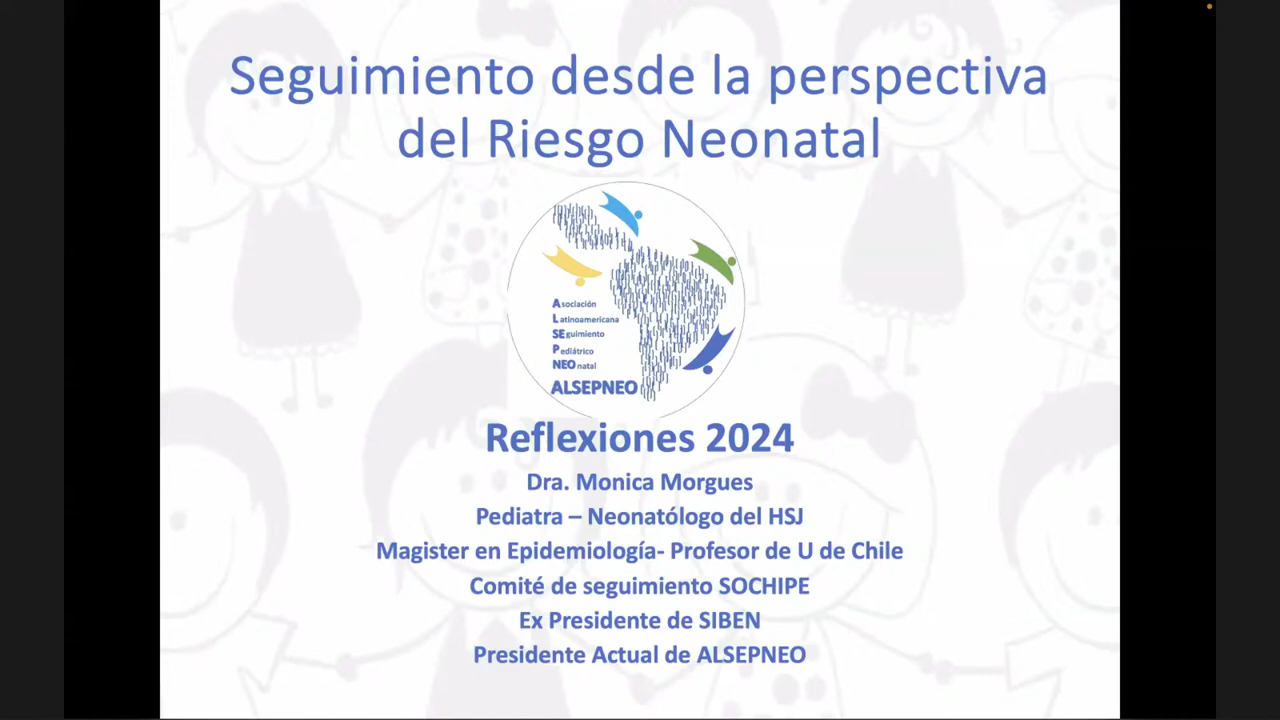 Seguimiento desde la perspectiva
del Riesgo Neonatal
Asociación
Latinoamericana
SEguimiento
Pediátrico
NEOnatal
ALSEPNEO
Reflexiones 2024
Dra. Monica Morgues
Pediatra – Neonatólogo del HSJ
Magister en Epidemiología- Profesor de U de Chile
Comité de seguimiento SOCHIPE
Ex Presidente de SIBEN
Presidente Actual de ALSEPNEO